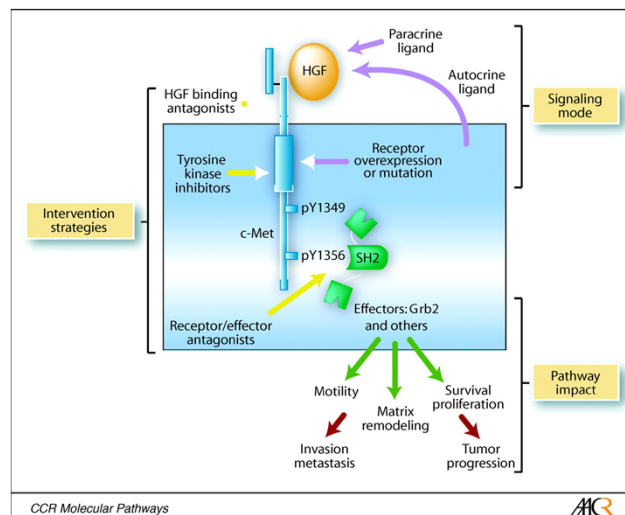 Paracrine
ligand
HGF
Autocrine
ligand
HGF binding
antagonists
Signaling
mode
Tyrosine
kinase
inhibitors
Receptor
overexpression
or mutation
pY1349
Intervention
strategies
c-Met
pY1356
SH2
Receptor/effector
antagonists
Effectors: Grb2
and others
Motility
Matrix
remodeling
Survival
proliferation
Pathway
impact
Invasion
metastasis
Tumor
progression
CCR Molecular Pathways
AACR